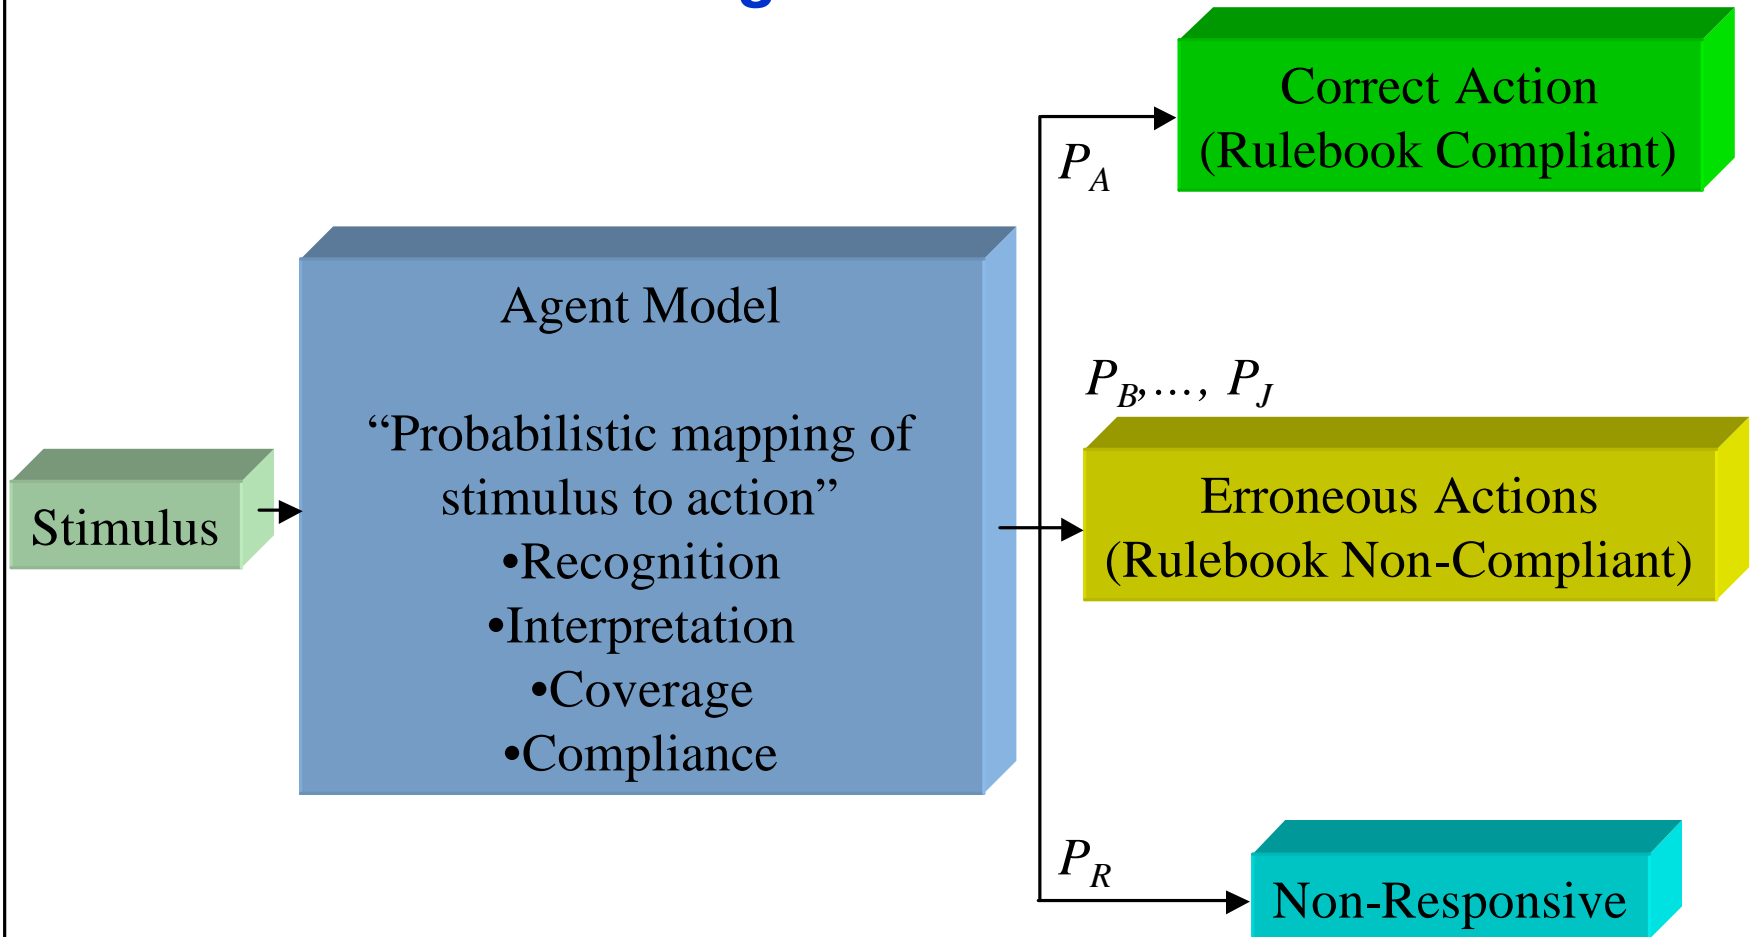 Stimulus
Agent Model
“Probabilistic mapping of
stimulus to action”
•Recognition
•Interpretation
•Coverage
•Compliance
P_A
Correct Action
(Rulebook Compliant)
P_B,..., P_J
Erroneous Actions
(Rulebook Non-Compliant)
P_R
Non-Responsive